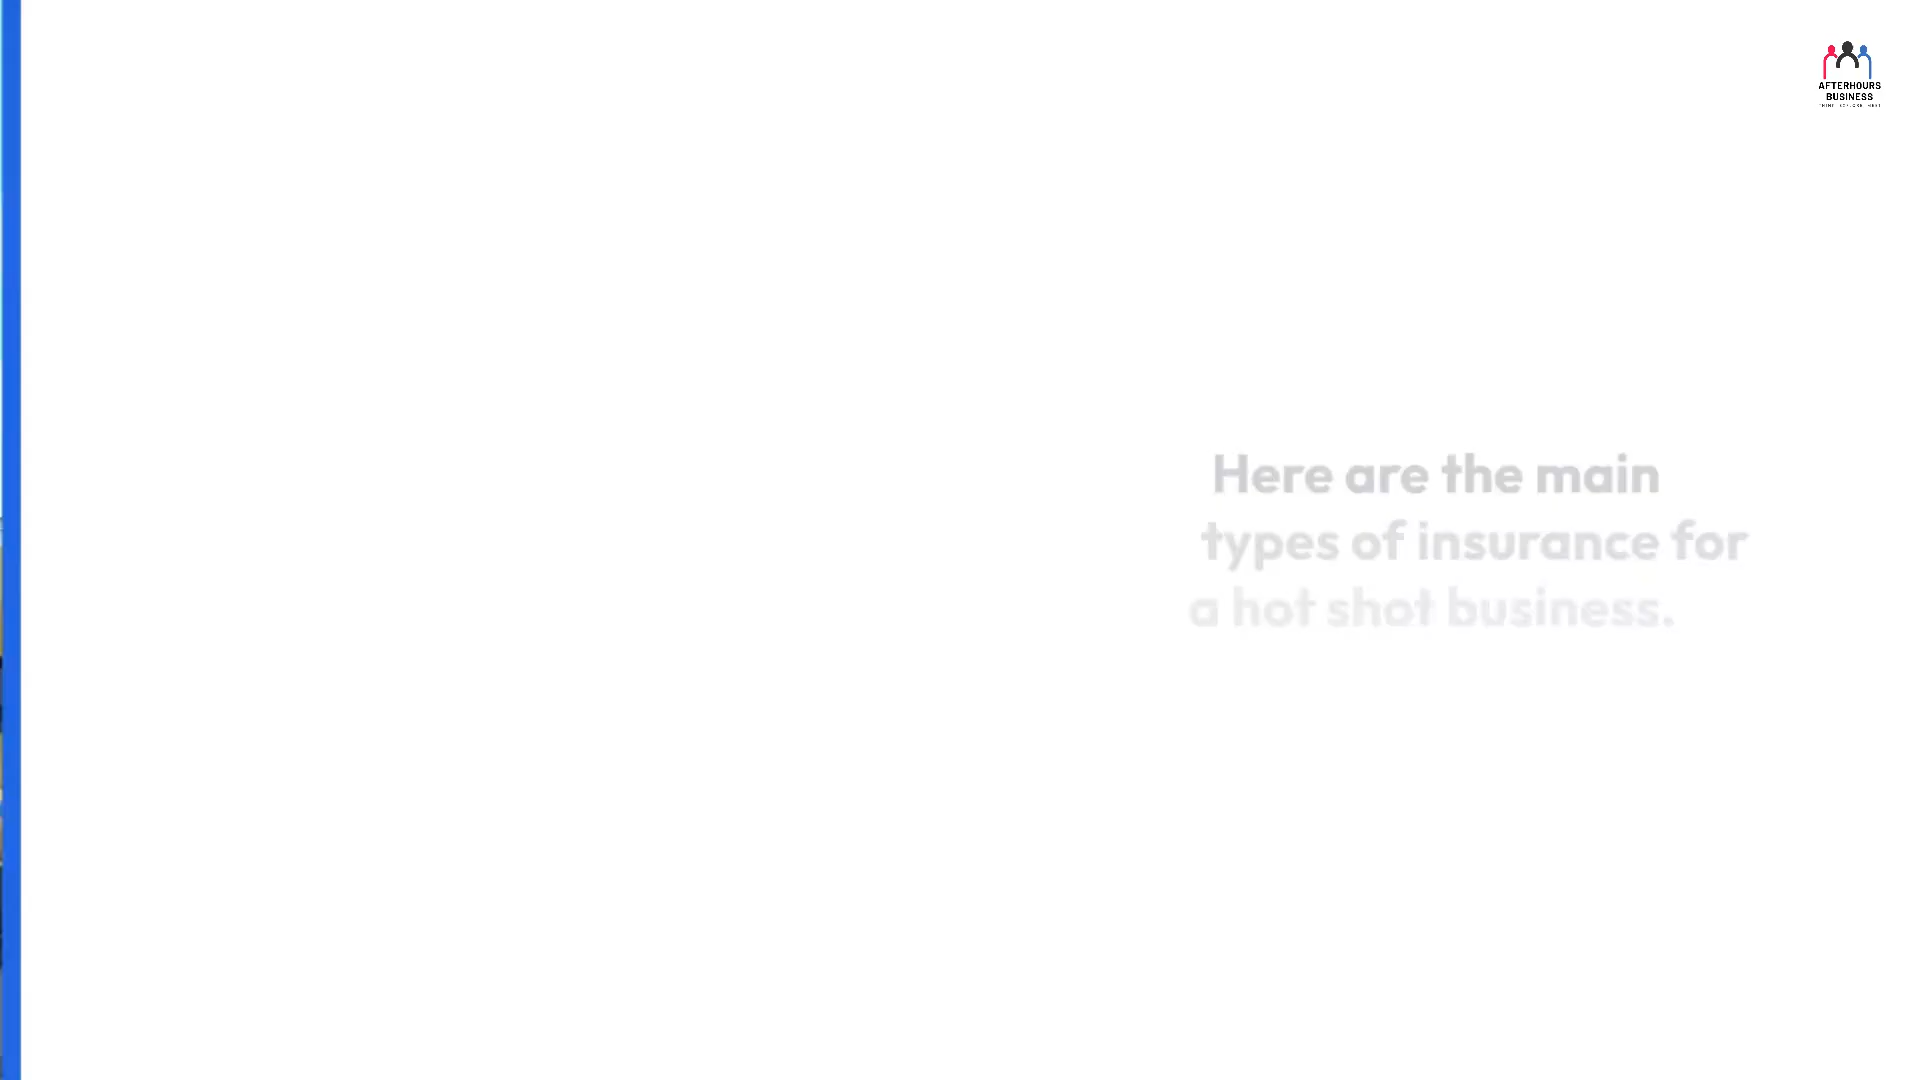 AFTERHOURS
BUSINESS
Here are the main
types of insurance for
a hot shot business.